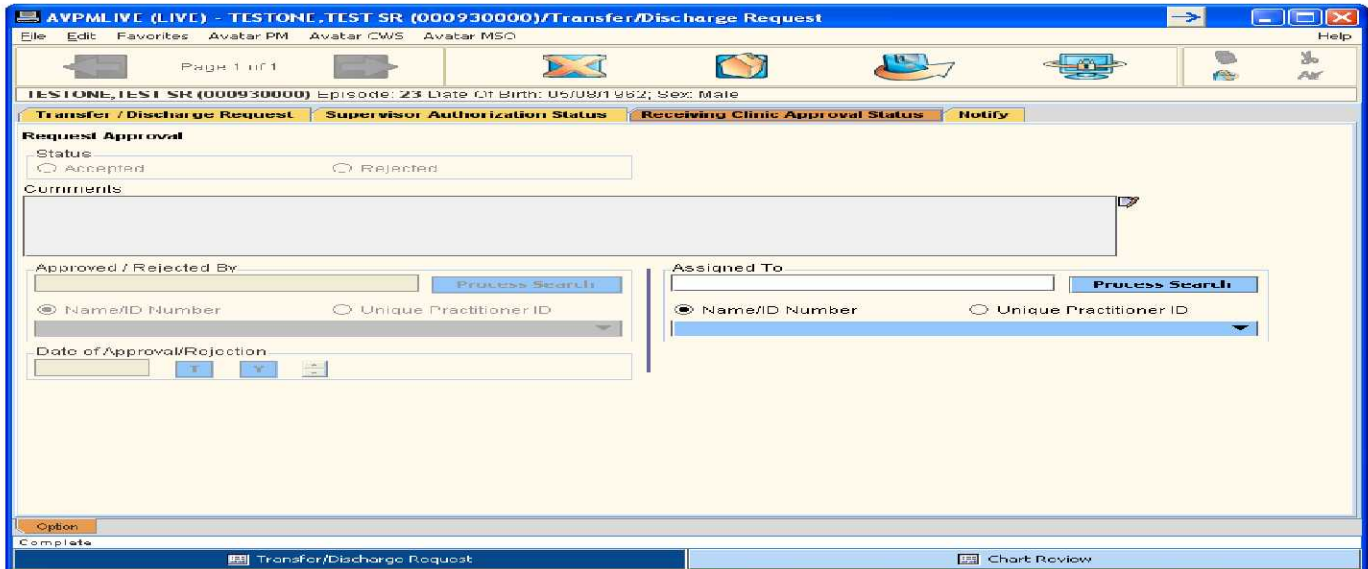 AVPMLIVE (LIVE) - TESTONE,TEST SR (000930000)/Transfer/Discharge Request
File Edit Favorites Avatar PM Avatar CWS Avatar MSO Help
Page 1 of 1
TESTONE,TEST SR (000930000) Episode: 23 Date Of Birth: 05/08/1962; Sex: Male
Transfer / Discharge Request Supervisor Authorization Status Receiving Clinic Approval Status Notify
Request Approval
Status
Accepted Rejected
Comments
Approved / Rejected By Assigned To
Process Search Process Search
Name/ID Number Unique Practitioner ID Name/ID Number Unique Practitioner ID
Date of Approval/Rejection
T Y
Option
Complete
Transfer/Discharge Request Chart Review